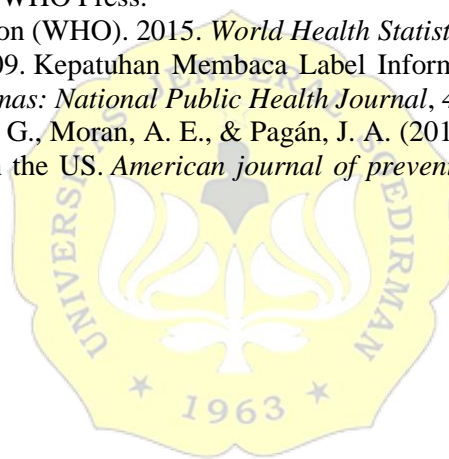 WHO Press.
on (WHO). 2015. World Health Statist
09. Kepatuhan Membaca Label Inform
mas: National Public Health Journal, 4
G., Moran, A. E., & Pagán, J. A. (201
n the US. American journal of preven
UNIVERSITAS JENDERAL SOEDIRMAN
★ 1963 ★